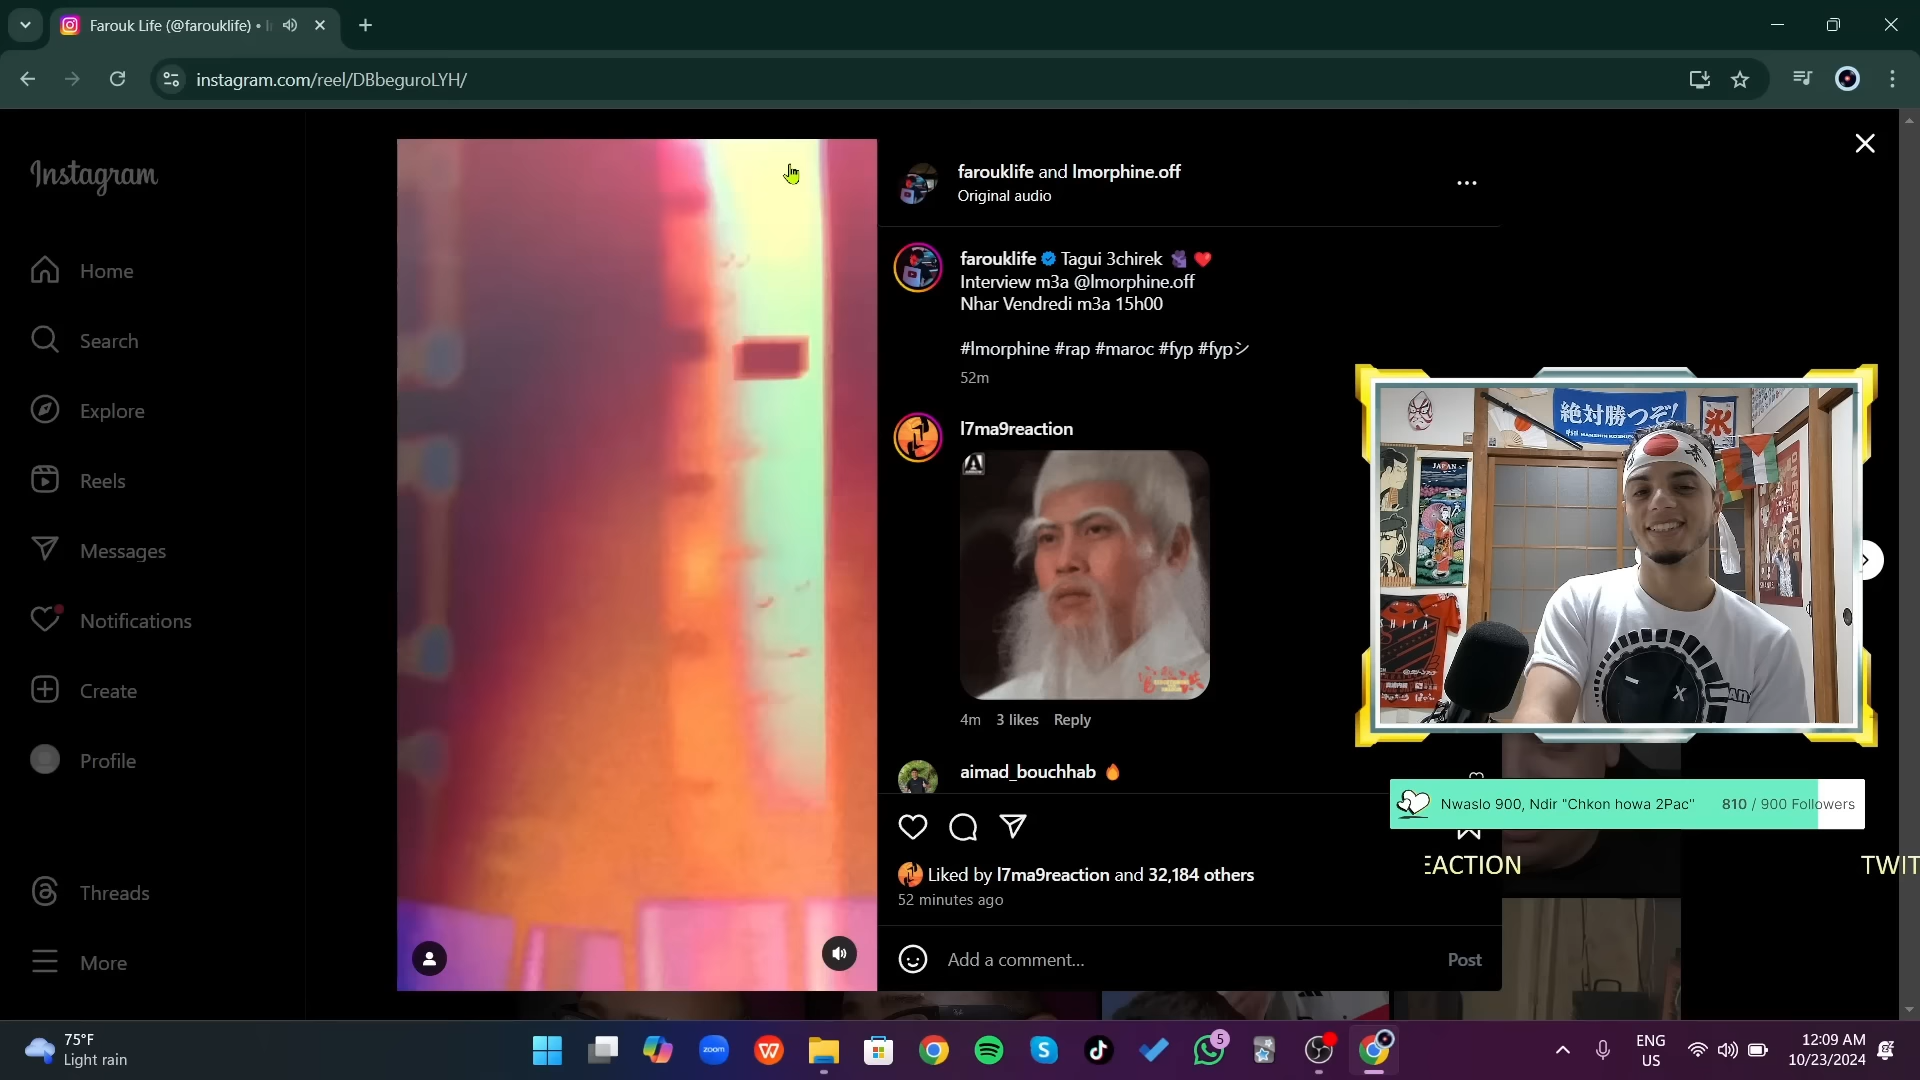 Farouk Life (@farouklife) •
instagram.com/reel/DBbeguroLYH/
Instagram
Home
Search
Explore
Reels
Messages
Notifications
Create
Profile
Threads
More
farouklife and lmorphine.off
Original audio
farouklife Tagui 3chirek
Interview m3a @lmorphine.off
Nhar Vendredi m3a 15h00
#lmorphine #rap #maroc #fyp #fypシ
52m
l7ma9reaction
4m 3 likes Reply
aimad_bouchhab
Liked by l7ma9reaction and 32,184 others
52 minutes ago
Add a comment...
Post
絶対勝つぞ!
氷
JAPAN
Nwaslo 900, Ndir "Chkon howa 2Pac" 810 / 900 Followers
EACTION TWIT
75°F
Light rain
zoom
5
ENG
US
12:09 AM
10/23/2024